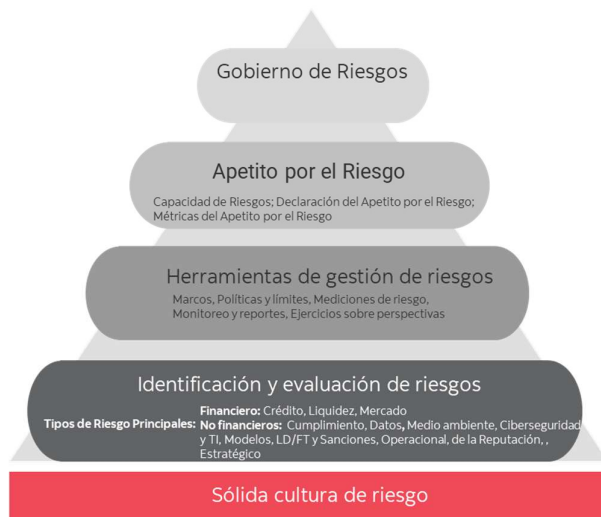 Gobierno de Riesgos
Apetito por el Riesgo
Capacidad de Riesgos; Declaración del Apetito por el Riesgo;
Métricas del Apetito por el Riesgo
Herramientas de gestión de riesgos
Marcos, Políticas y límites, Mediciones de riesgo,
Monitoreo y reportes, Ejercicios sobre perspectivas
Identificación y evaluación de riesgos
Tipos de Riesgo Principales:
Financiero: Crédito, Liquidez, Mercado
No financieros: Cumplimiento, Datos, Medio ambiente, Ciberseguridad
y TI, Modelos, LD/FT y Sanciones, Operacional, de la Reputación, ,
Estratégico
Sólida cultura de riesgo